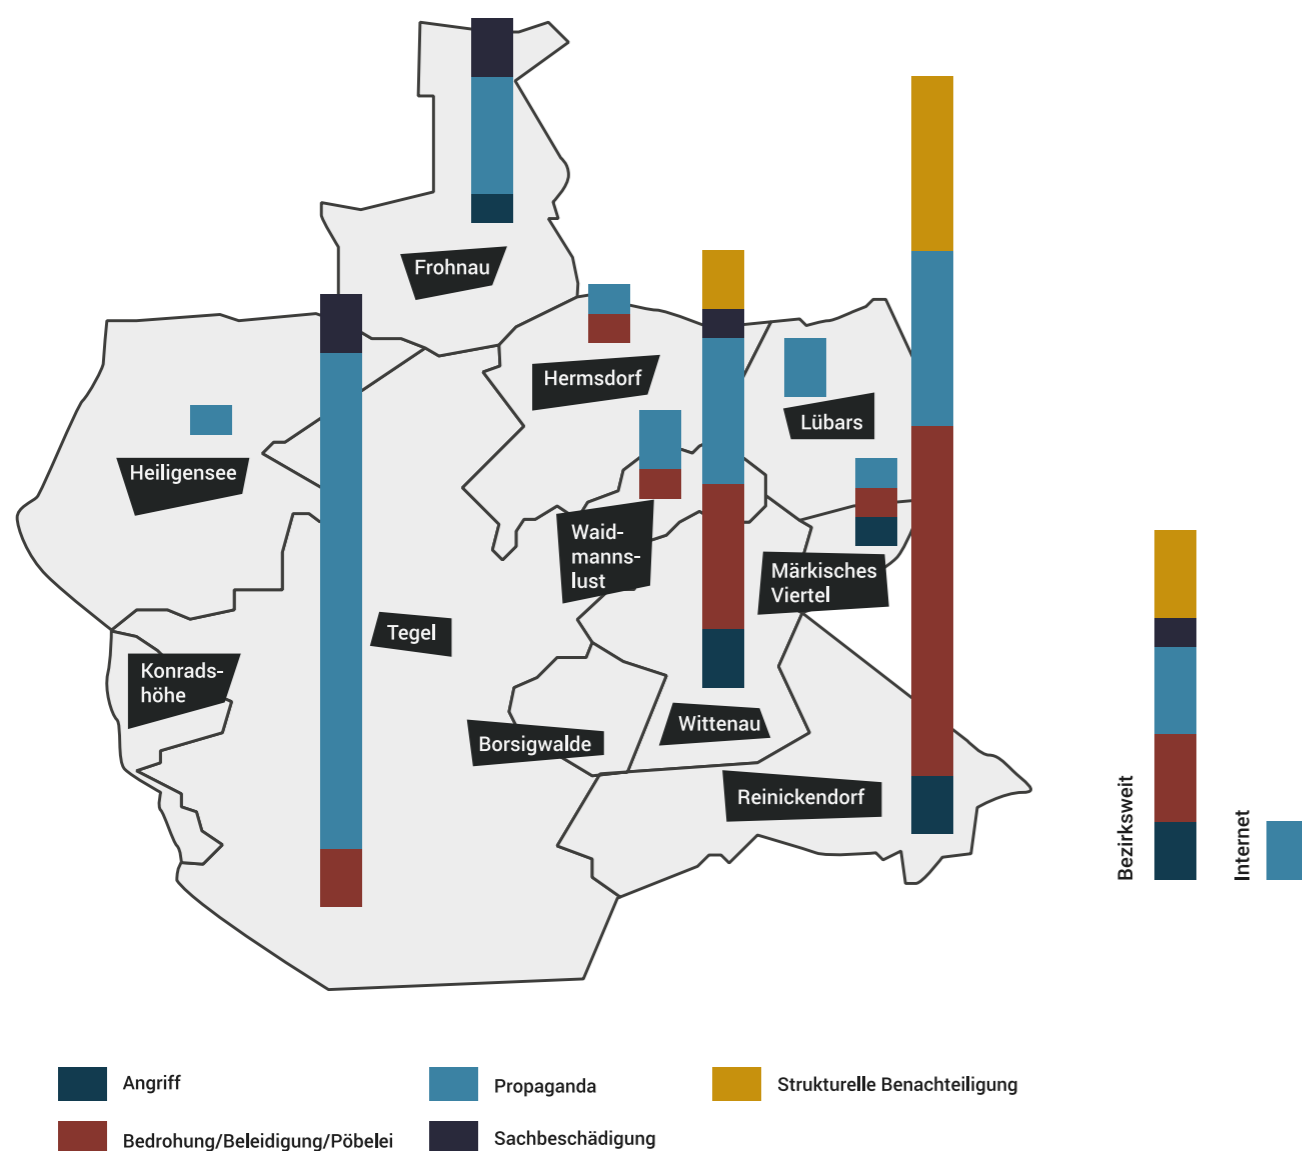 Frohnau
Hermsdorf
Lübars
Heiligensee
Waid-
manns-
lust
Märkisches
Viertel
Tegel
Konrads-
höhe
Wittenau
Borsigwalde
Reinickendorf
Bezirksweit
Internet
Angriff
Propaganda
Strukturelle Benachteiligung
Bedrohung/Beleidigung/Pöbelei
Sachbeschädigung